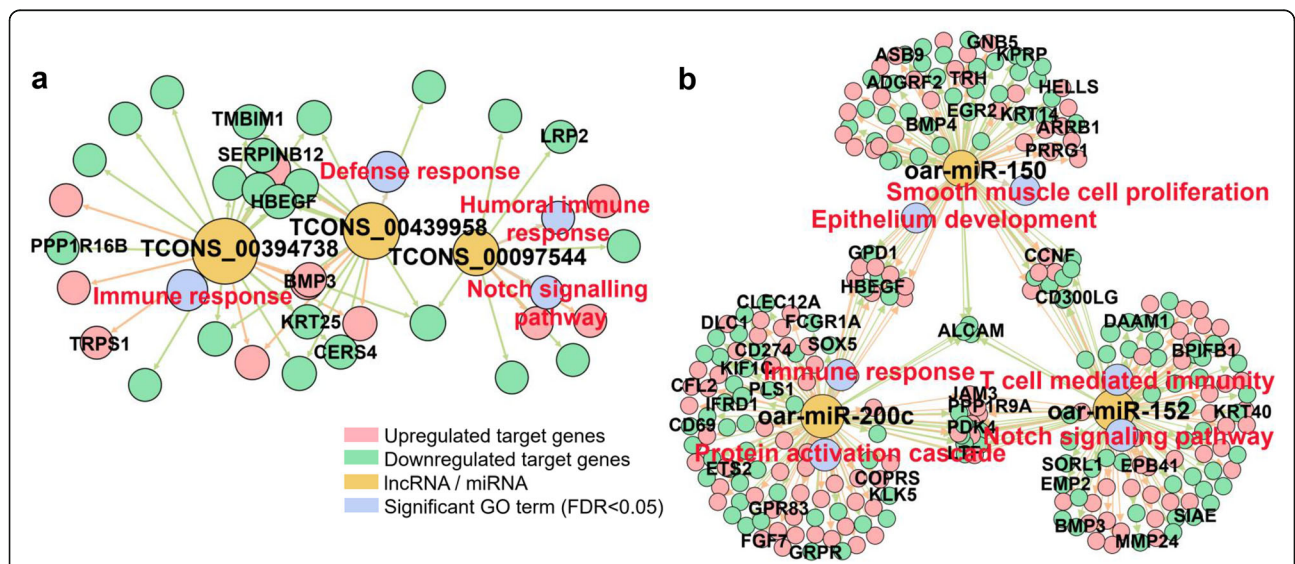 a
TMBIM1
SERPINB12
LRP2
Defense response
HBEGF
Humoral immune
response
TCONS_00439958
PPP1R16B
TCONS_00394738
TCONS_00097544
BMP3
Immune response
Notch signalling
pathway
KRT25
TRPS1
CERS4
Upregulated target genes
Downregulated target genes
lncRNA / miRNA
Significant GO term (FDR<0.05)
b
GNB5
ASB9
KPRP
ADGRF2
TRH
HELLS
EGR2
KRT14
BMP4
ARRB1
PRRG1
oar-miR-150
Smooth muscle cell proliferation
Epithelium development
GPD1
CCNF
HBEGF
CD300LG
CLEC12A
DLC1
FCGR1A
ALCAM
DAAM1
SOX5
CD274
BPIFB1
KIF1C
Immune response
T cell mediated immunity
CFL2
PLS1
JAM3
IFRD1
PPP1R9A
oar-miR-200c
oar-miR-152
KRT40
CD69
PDK4
Notch signaling pathway
Protein activation cascade
LTF
ETS2
SORL1
EPB41
COPRS
EMP2
KLK5
GPR83
SIAE
BMP3
FGF7
MMP24
GRPR